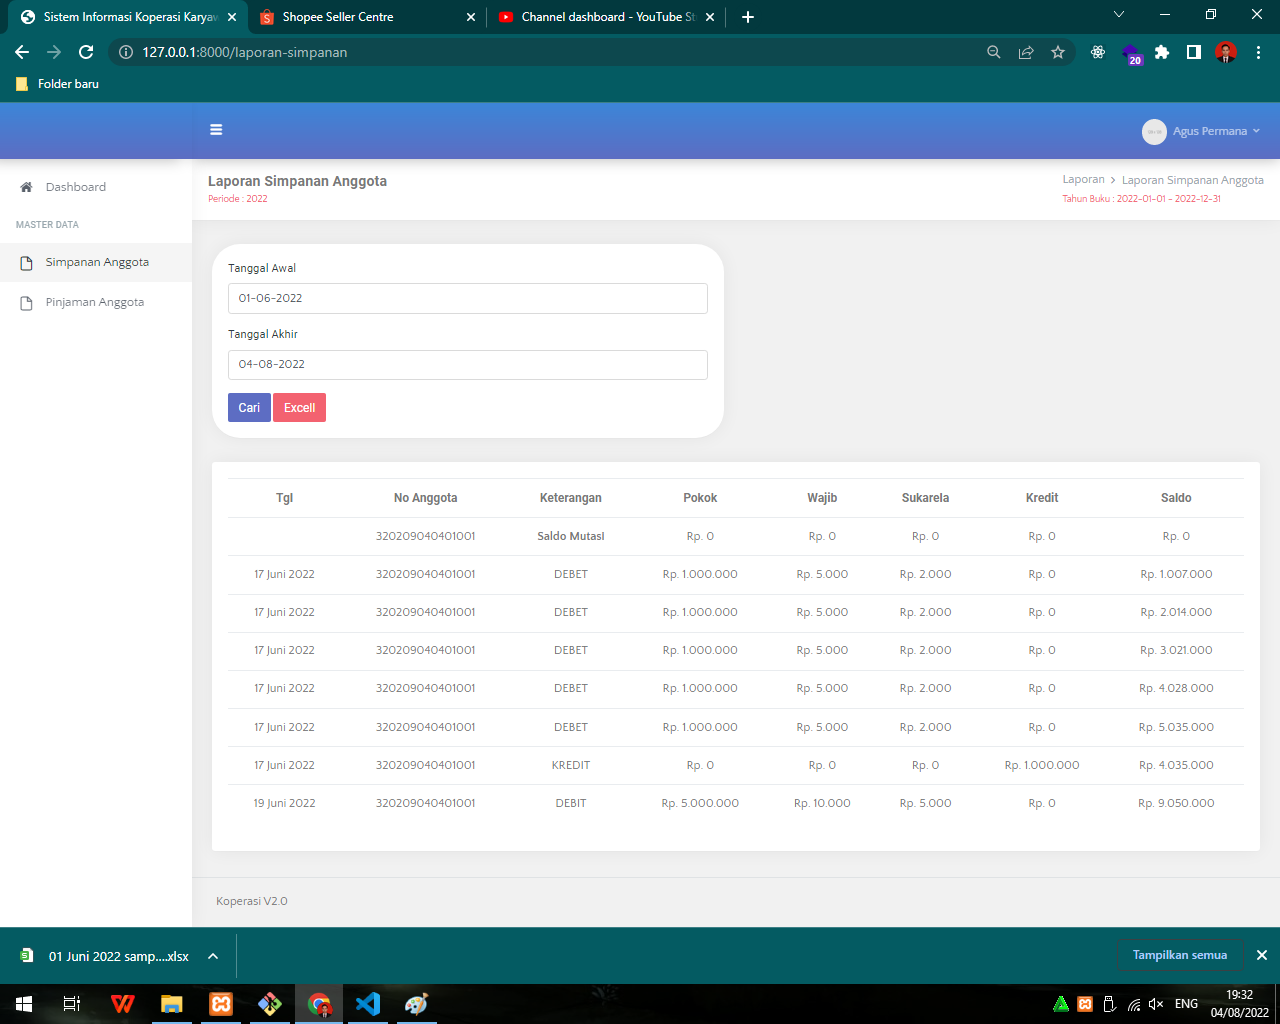 Sistem Informasi Koperasi Karyaw
Shopee Seller Centre
Channel dashboard - YouTube St
127.0.0.1:8000/laporan-simpanan
20
Folder baru
Agus Permana
Dashboard
MASTER DATA
Simpanan Anggota
Pinjaman Anggota
Laporan Simpanan Anggota
Periode : 2022
Laporan > Laporan Simpanan Anggota
Tahun Buku : 2022-01-01 - 2022-12-31
Tanggal Awal
01-06-2022
Tanggal Akhir
04-08-2022
Cari Excell
Tgl No Anggota Keterangan Pokok Wajib Sukarela Kredit Saldo
320209040401001 Saldo Mutasi Rp. 0 Rp. 0 Rp. 0 Rp. 0 Rp. 0
17 Juni 2022 320209040401001 DEBET Rp. 1.000.000 Rp. 5.000 Rp. 2.000 Rp. 0 Rp. 1.007.000
17 Juni 2022 320209040401001 DEBET Rp. 1.000.000 Rp. 5.000 Rp. 2.000 Rp. 0 Rp. 2.014.000
17 Juni 2022 320209040401001 DEBET Rp. 1.000.000 Rp. 5.000 Rp. 2.000 Rp. 0 Rp. 3.021.000
17 Juni 2022 320209040401001 DEBET Rp. 1.000.000 Rp. 5.000 Rp. 2.000 Rp. 0 Rp. 4.028.000
17 Juni 2022 320209040401001 DEBET Rp. 1.000.000 Rp. 5.000 Rp. 2.000 Rp. 0 Rp. 5.035.000
17 Juni 2022 320209040401001 KREDIT Rp. 0 Rp. 0 Rp. 0 Rp. 1.000.000 Rp. 4.035.000
19 Juni 2022 320209040401001 DEBIT Rp. 5.000.000 Rp. 10.000 Rp. 5.000 Rp. 0 Rp. 9.050.000
Koperasi V2.0
01 Juni 2022 samp....xlsx
Tampilkan semua
ENG
19:32
04/08/2022